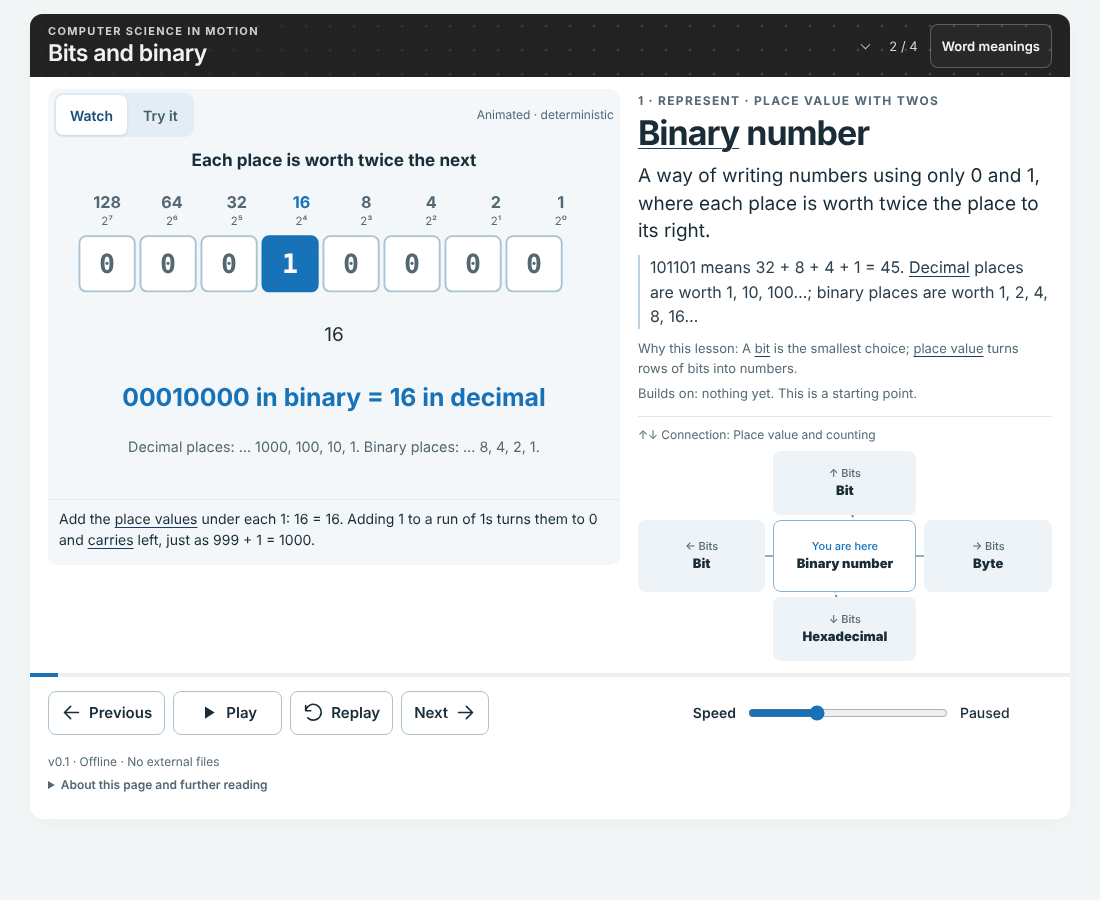 COMPUTER SCIENCE IN MOTION
Bits and binary
2 / 4
Word meanings
Watch
Try it
Animated · deterministic
Each place is worth twice the next
128 64 32 16 8 4 2 1
2⁷ 2⁶ 2⁵ 2⁴ 2³ 2² 2¹ 2⁰
0 0 0 1 0 0 0 0
16
00010000 in binary = 16 in decimal
Decimal places: … 1000, 100, 10, 1. Binary places: … 8, 4, 2, 1.
Add the place values under each 1: 16 = 16. Adding 1 to a run of 1s turns them to 0
and carries left, just as 999 + 1 = 1000.
1 · REPRESENT · PLACE VALUE WITH TWOS
Binary number
A way of writing numbers using only 0 and 1,
where each place is worth twice the place to
its right.
101101 means 32 + 8 + 4 + 1 = 45. Decimal places
are worth 1, 10, 100…; binary places are worth 1, 2, 4,
8, 16…
Why this lesson: A bit is the smallest choice; place value turns
rows of bits into numbers.
Builds on: nothing yet. This is a starting point.
↑↓ Connection: Place value and counting
↑ Bits
Bit
← Bits
Bit
You are here
Binary number
→ Bits
Byte
↓ Bits
Hexadecimal
← Previous
▶ Play
Replay
Next →
Speed
Paused
v0.1 · Offline · No external files
▶ About this page and further reading